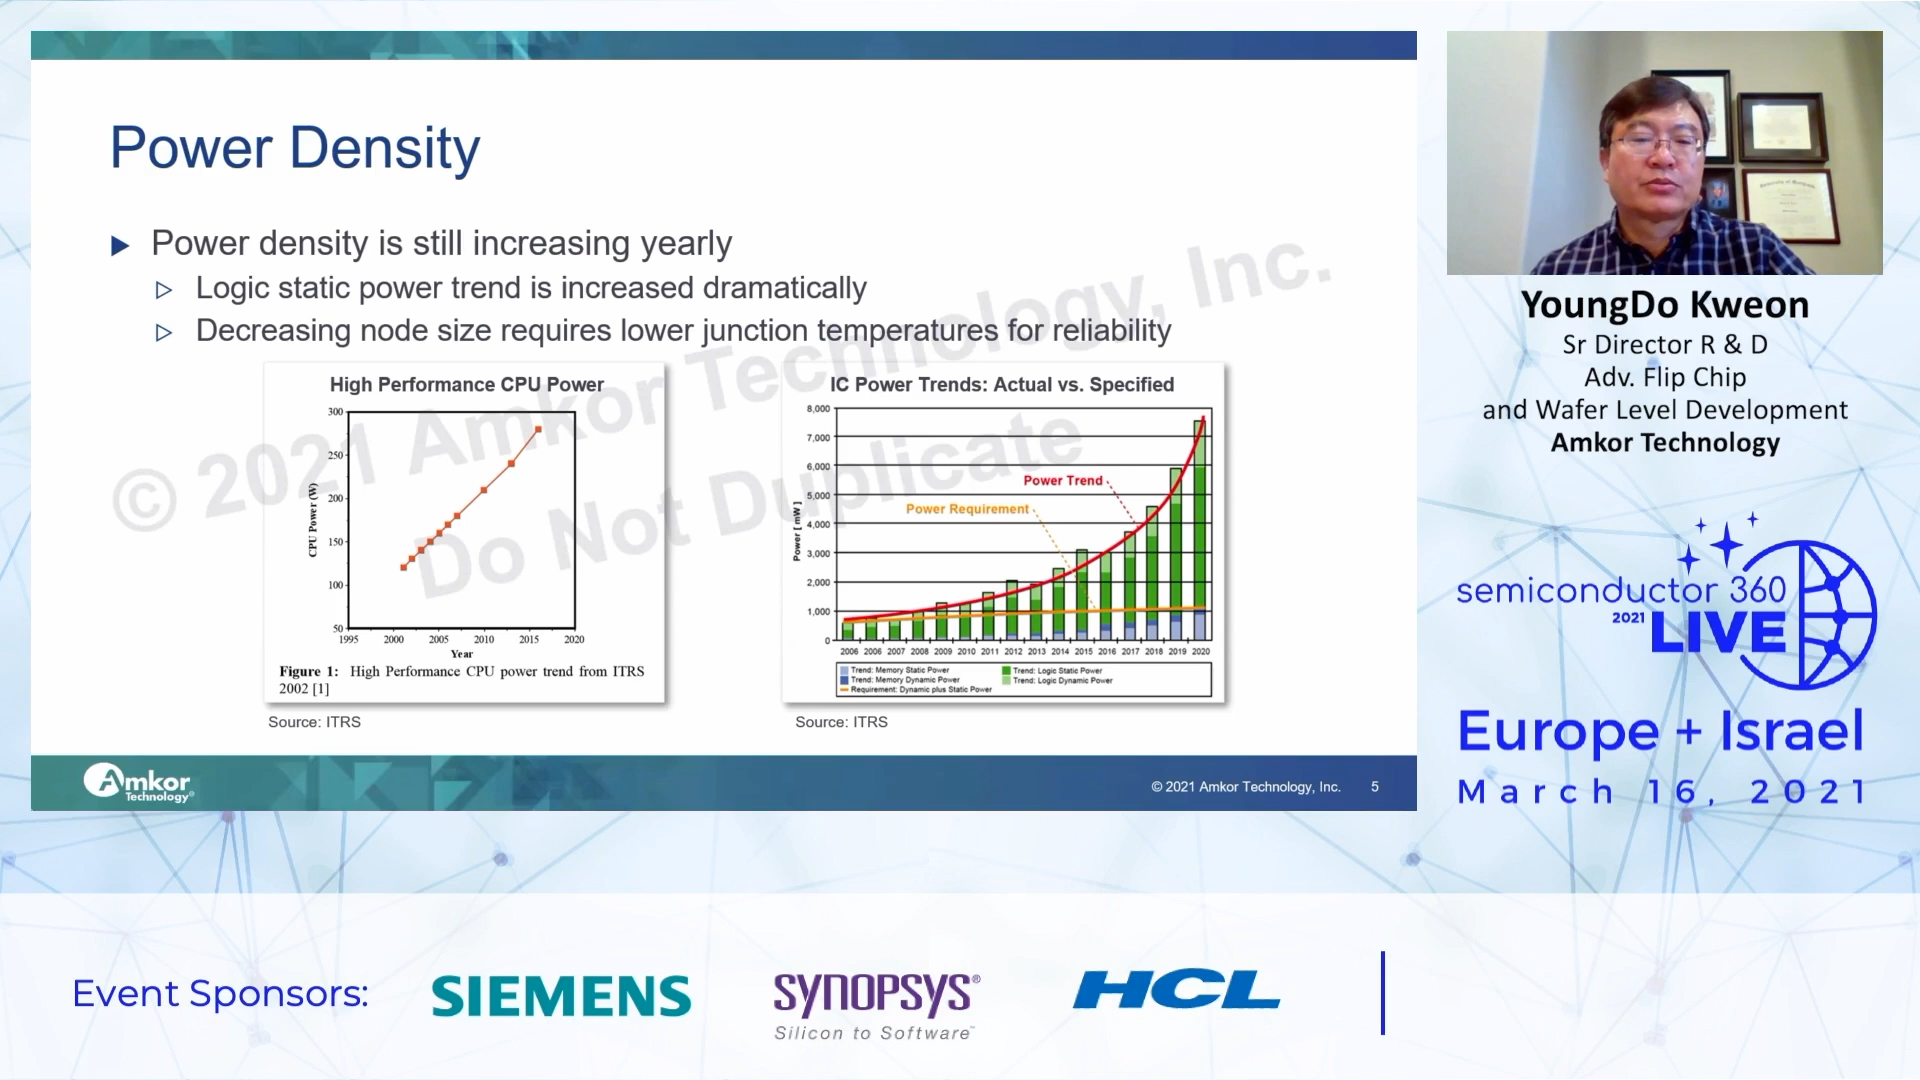 Power Density
Power density is still increasing yearly
Logic static power trend is increased dramatically
Decreasing node size requires lower junction temperatures for reliability
© 2021 Amkor Technology, Inc.
Do Not Duplicate
High Performance CPU Power
300
250
200
150
100
50
CPU Power (W)
1995 2000 2005 2010 2015 2020
Year
Figure 1: High Performance CPU power trend from ITRS
2002 [1]
Source: ITRS
IC Power Trends: Actual vs. Specified
8,000
7,000
6,000
5,000
4,000
3,000
2,000
1,000
0
Power [ mW ]
Power Trend
Power Requirement
2006 2006 2007 2008 2009 2010 2011 2012 2013 2014 2015 2016 2017 2018 2019 2020
Trend: Memory Static Power
Trend: Memory Dynamic Power
Requirement: Dynamic plus Static Power
Trend: Logic Static Power
Trend: Logic Dynamic Power
Source: ITRS
Amkor
Technology®
© 2021 Amkor Technology, Inc. 5
YoungDo Kweon
Sr Director R & D
Adv. Flip Chip
and Wafer Level Development
Amkor Technology
semiconductor 360
2021 LIVE
Europe + Israel
March 16, 2021
Event Sponsors:
SIEMENS
SYNOPSYS®
Silicon to Software™
HCL